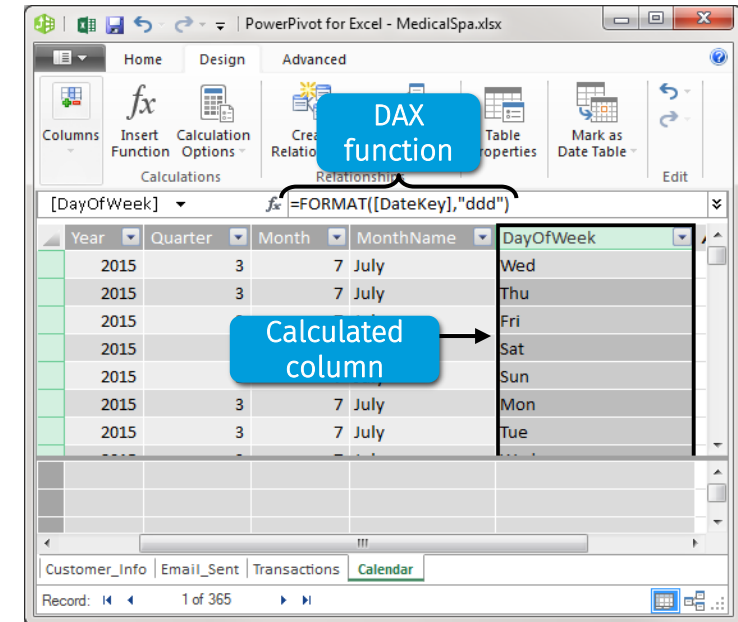 PowerPivot for Excel - MedicalSpa.xlsx
Home Design Advanced
Columns
Insert Function
Calculation Options
Calculations
Table
Mark as Date Table
Edit
DAX
function
[DayOfWeek] fx =FORMAT([DateKey],"ddd")
Year Quarter Month MonthName DayOfWeek
2015 3 7 July Wed
2015 3 7 July Thu
2015 Fri
2015 Sat
2015 Sun
2015 3 7 July Mon
2015 3 7 July Tue
Calculated
column
Customer_Info Email_Sent Transactions Calendar
Record: 1 of 365